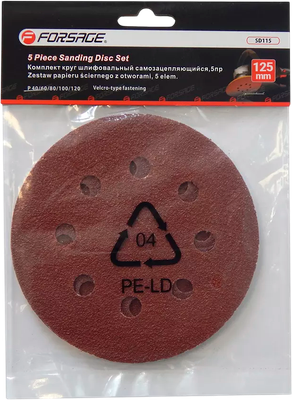 FORSAGE
SD115
5 Piece Sanding Disc Set
125
mm
Комплект круг шлифовальный самозацепляющийся,5пр
Zestaw papieru ściernego z otworami, 5 elem.
P 40/60/80/100/120 Velcro-type fastening
04
PE-LD